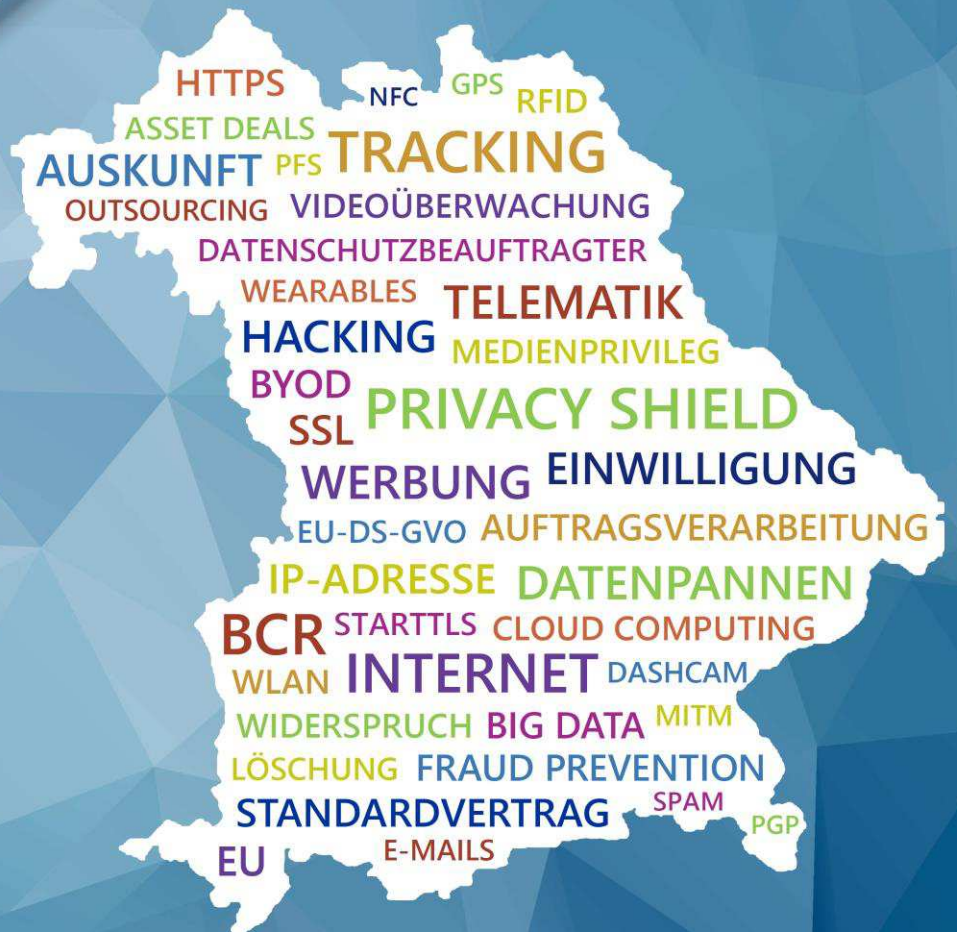 HTTPS NFC GPS RFID
ASSET DEALS TRACKING
AUSKUNFT PFS
OUTSOURCING VIDEOÜBERWACHUNG
DATENSCHUTZBEAUFTRAGTER
WEARABLES TELEMATIK
HACKING MEDIENPRIVILEG
BYOD PRIVACY SHIELD
SSL
WERBUNG EINWILLIGUNG
EU-DS-GVO AUFTRAGSVERARBEITUNG
IP-ADRESSE DATENPANNEN
BCR STARTTLS CLOUD COMPUTING
WLAN INTERNET DASHCAM
WIDERSPRUCH BIG DATA MITM
LÖSCHUNG FRAUD PREVENTION
STANDARDVERTRAG SPAM PGP
EU E-MAILS